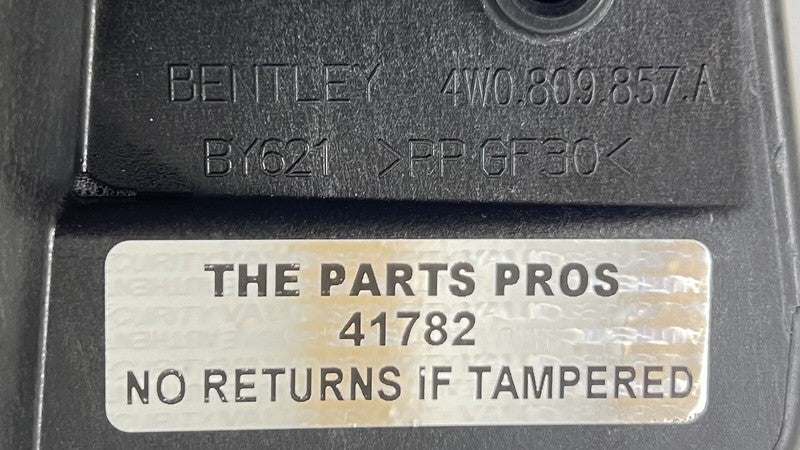 BENTLEY 4W0.809.857.A
BY621 >PP GF30<
THE PARTS PROS
41782
NO RETURNS iF TAMPERED